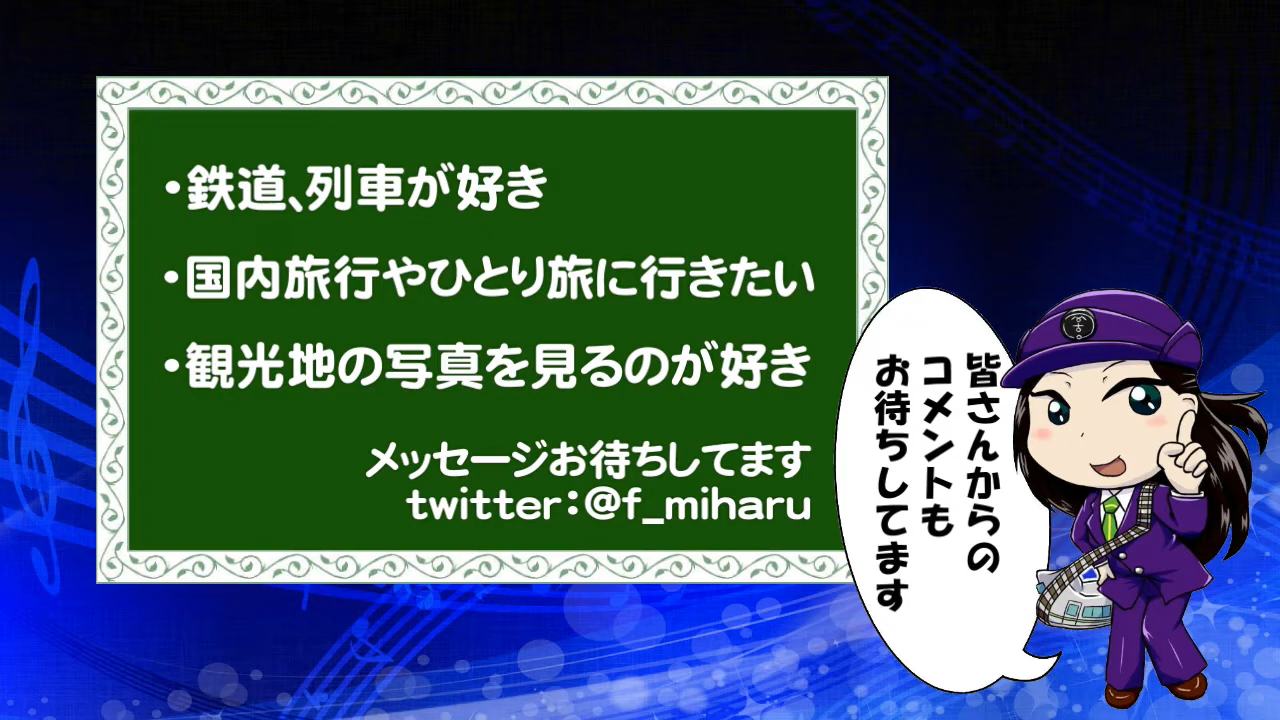 ・鉄道、列車が好き
・国内旅行やひとり旅に行きたい
・観光地の写真を見るのが好き
メッセージお待ちしてます
twitter：@f_miharu
皆さんからの
コメントも
お待ちしてます